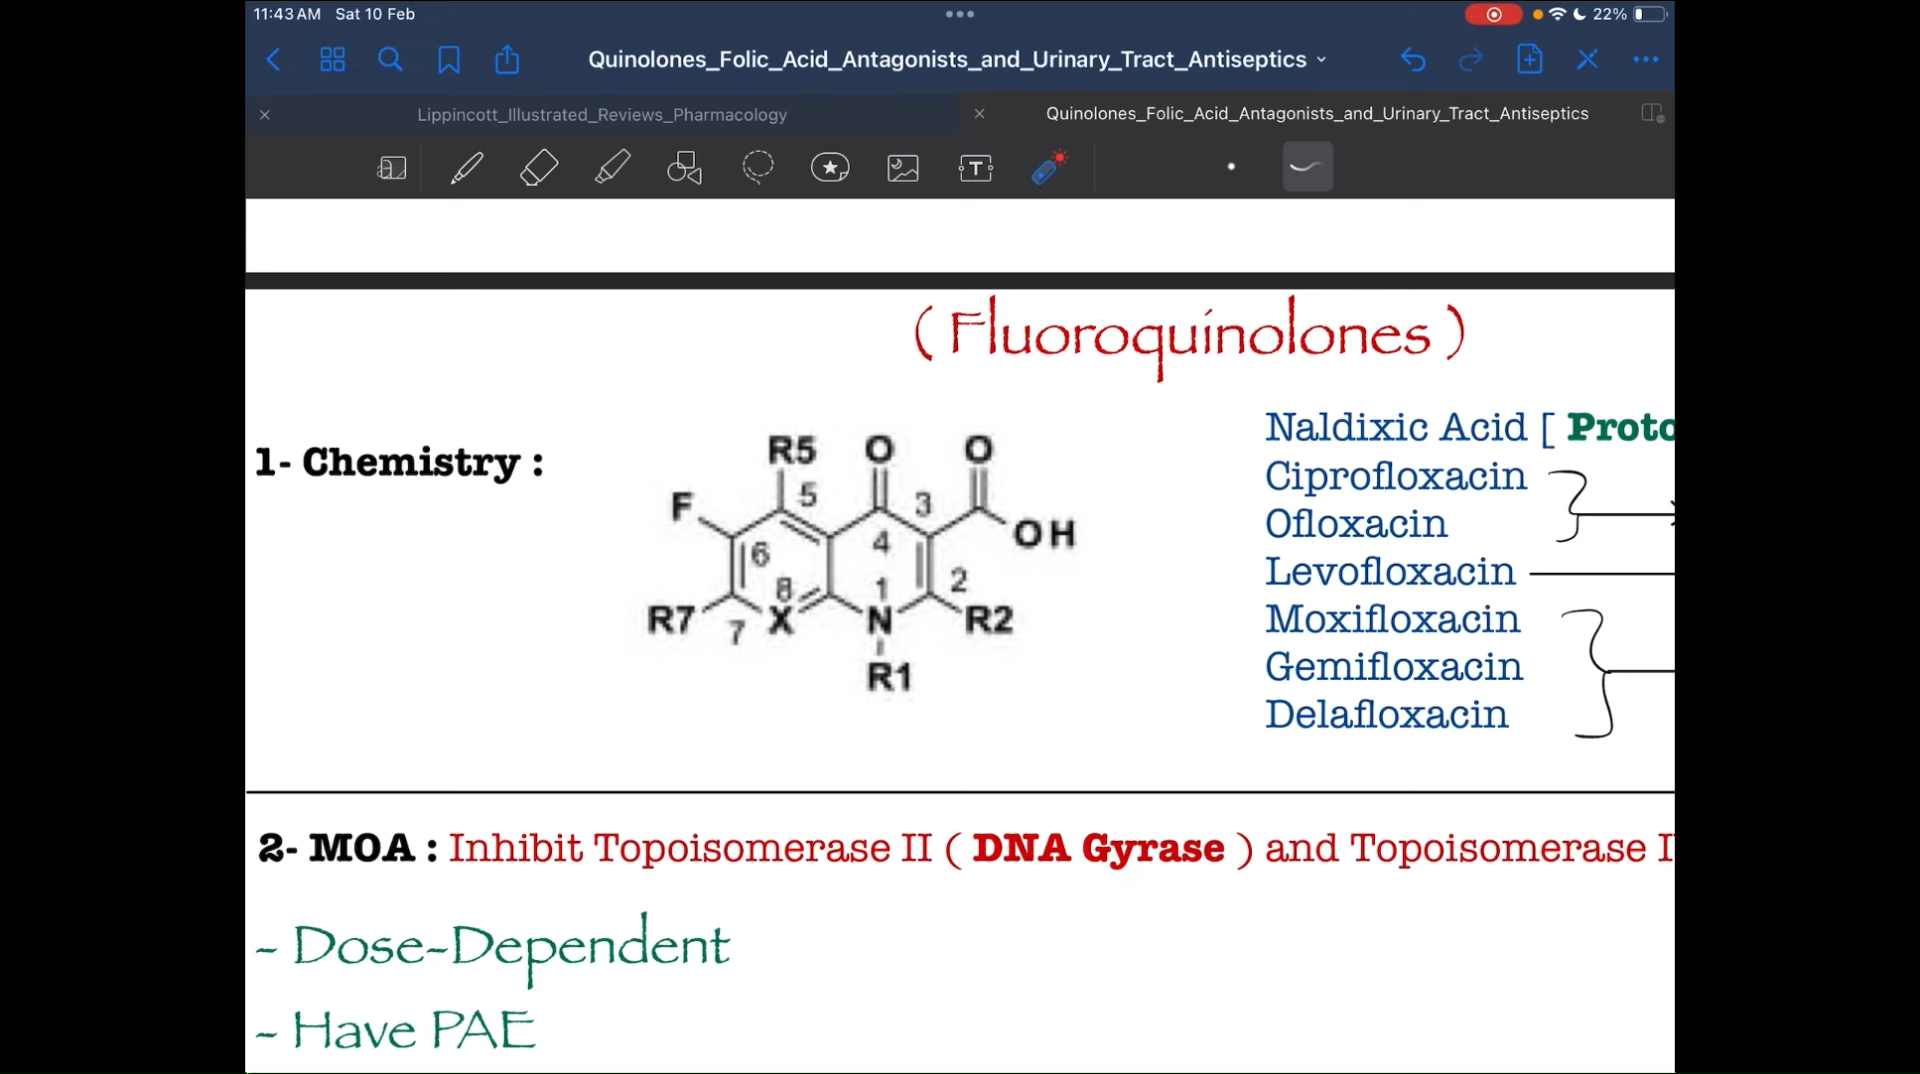 11:43 AM Sat 10 Feb
22%
Quinolones_Folic_Acid_Antagonists_and_Urinary_Tract_Antiseptics
Lippincott_Illustrated_Reviews_Pharmacology
Quinolones_Folic_Acid_Antagonists_and_Urinary_Tract_Antiseptics
T
( Fluoroquinolones )
1- Chemistry :
R5 O O
F 5 3 OH
6 4
8 1 2
R7 7 X N R2
R1
Naldixic Acid [ Proto
Ciprofloxacin
Ofloxacin
Levofloxacin
Moxifloxacin
Gemifloxacin
Delafloxacin
2- MOA : Inhibit Topoisomerase II ( DNA Gyrase ) and Topoisomerase I
- Dose-Dependent
- Have PAE